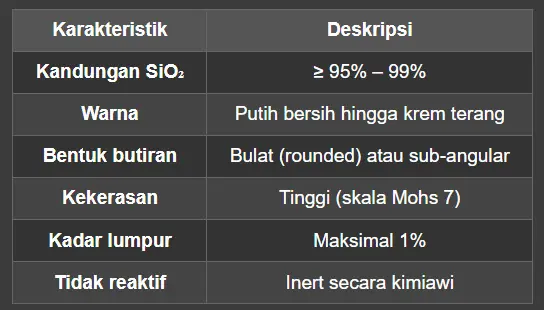 Karakteristik Deskripsi
Kandungan SiO₂ ≥ 95% – 99%
Warna Putih bersih hingga krem terang
Bentuk butiran Bulat (rounded) atau sub-angular
Kekerasan Tinggi (skala Mohs 7)
Kadar lumpur Maksimal 1%
Tidak reaktif Inert secara kimiawi